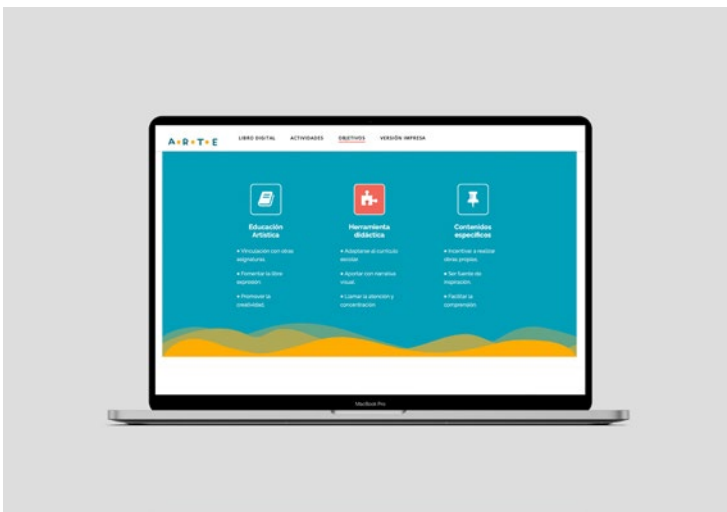 A•R•T•E
LIBRO DIGITAL ACTIVIDADES OBJETIVOS VERSIÓN IMPRESA
Educación
Artística
• Vinculación con otras
asignaturas.
• Fomentar la libre
expresión.
• Promover la
creatividad.
Herramienta
didáctica
• Adaptarse al currículo
escolar.
• Aportar con narrativa
visual.
• Llamar la atención y
concentración
Contenidos
específicos
• Incentivar a realizar
obras propias.
• Ser fuente de
inspiración.
• Facilitar la
comprensión.
MacBook Pro